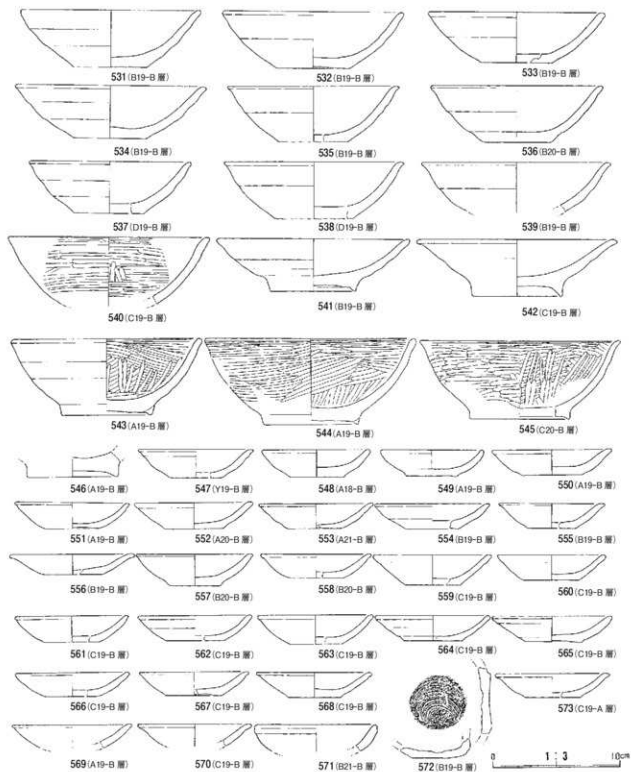 531(B19-B層) 532(B19-B層) 533(B19-B層)
534(B19-B層) 535(B19-B層) 536(B20-B層)
537(D19-B層) 538(D19-B層) 539(B19-B層)
540(C19-B層) 541(B19-B層) 542(C19-B層)
543(A19-B層) 544(A19-B層) 545(C20-B層)
546(A19-B層) 547(Y19-B層) 548(A18-B層) 549(A19-B層) 550(A19-B層)
551(A19-B層) 552(A20-B層) 553(A21-B層) 554(B19-B層) 555(B19-B層)
556(B19-B層) 557(B20-B層) 558(B20-B層) 559(C19-B層) 560(C19-B層)
561(C19-B層) 562(C19-B層) 563(C19-B層) 564(C19-B層) 565(C19-B層)
566(C19-B層) 567(C19-B層) 568(C19-B層) 573(C19-A層)
569(A19-B層) 570(C19-B層) 571(B21-B層) 572(B19-B層) 0 1:3 10cm